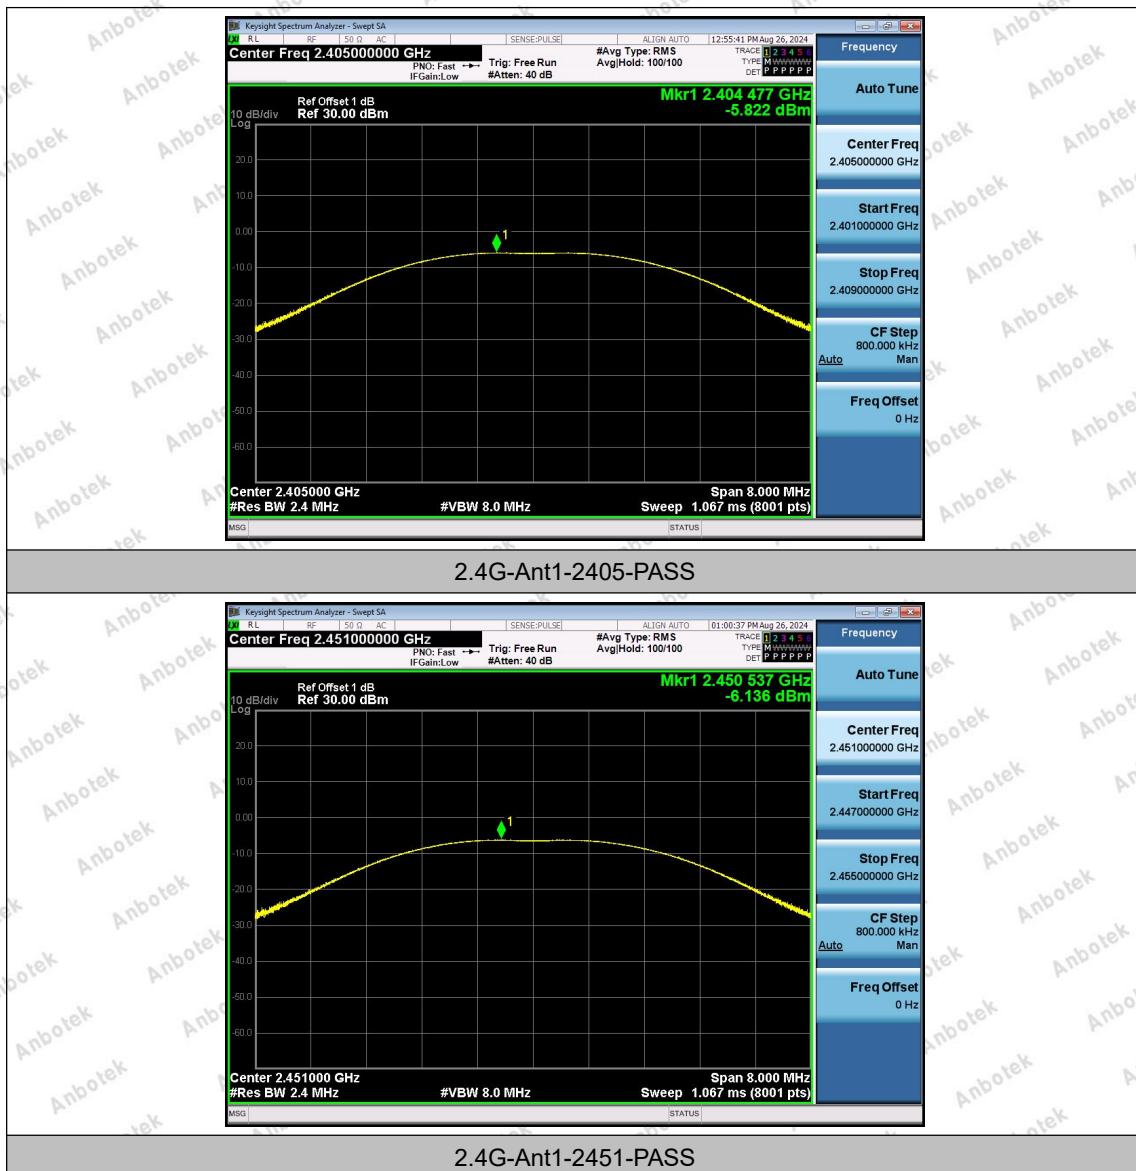 Keysight Spectrum Analyzer - Swept SA
RL RF 50 Ω AC SENSE:PULSE ALIGN AUTO 12:55:41 PM Aug 26, 2024
Center Freq 2.405000000 GHz
PNO: Fast
IFGain:Low
Trig: Free Run
#Atten: 40 dB
#Avg Type: RMS
Avg|Hold: 100/100
TRACE 1 2 3 4 5 6
TYPE M WWWWW
DET P P P P P P
Mkr1 2.404 477 GHz
-5.822 dBm
Ref Offset 1 dB
10 dB/div Ref 30.00 dBm
Log
20.0
10.0
0.00
1
-10.0
-20.0
-30.0
-40.0
-50.0
-60.0
Center 2.405000 GHz Span 8.000 MHz
#Res BW 2.4 MHz #VBW 8.0 MHz Sweep 1.067 ms (8001 pts)
MSG STATUS
Frequency
Auto Tune
Center Freq
2.405000000 GHz
Start Freq
2.401000000 GHz
Stop Freq
2.409000000 GHz
CF Step
800.000 kHz
Auto Man
Freq Offset
0 Hz
2.4G-Ant1-2405-PASS
Keysight Spectrum Analyzer - Swept SA
RL RF 50 Ω AC SENSE:PULSE ALIGN AUTO 01:00:37 PM Aug 26, 2024
Center Freq 2.451000000 GHz
PNO: Fast
IFGain:Low
Trig: Free Run
#Atten: 40 dB
#Avg Type: RMS
Avg|Hold: 100/100
TRACE 1 2 3 4 5 6
TYPE M WWWWW
DET P P P P P P
Mkr1 2.450 537 GHz
-6.136 dBm
Ref Offset 1 dB
10 dB/div Ref 30.00 dBm
Log
20.0
10.0
0.00
1
-10.0
-20.0
-30.0
-40.0
-50.0
-60.0
Center 2.451000 GHz Span 8.000 MHz
#Res BW 2.4 MHz #VBW 8.0 MHz Sweep 1.067 ms (8001 pts)
MSG STATUS
Frequency
Auto Tune
Center Freq
2.451000000 GHz
Start Freq
2.447000000 GHz
Stop Freq
2.455000000 GHz
CF Step
800.000 kHz
Auto Man
Freq Offset
0 Hz
2.4G-Ant1-2451-PASS
Anbotek